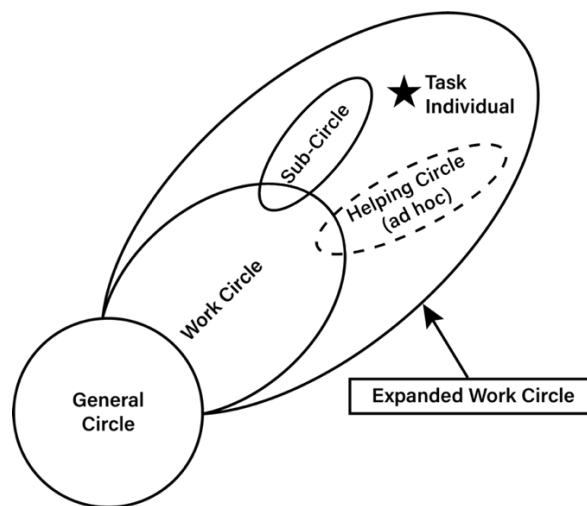 Task
Individual
Sub-Circle
Helping Circle
(ad hoc)
Work Circle
General
Circle
Expanded Work Circle